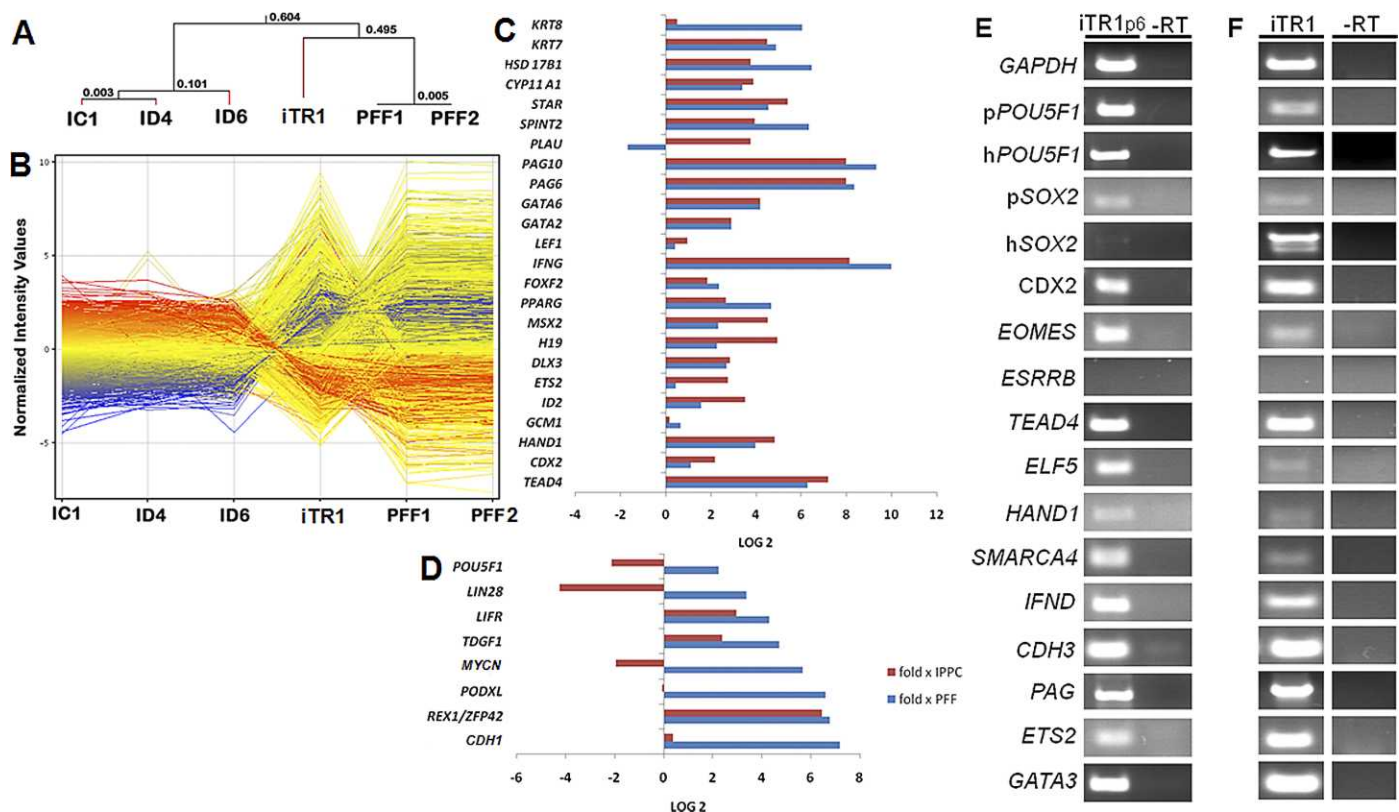 A
0.604
0.495
0.003
0.101
0.005
IC1 ID4 ID6 iTR1 PFF1 PFF2
B
Normalized Intensity Values
10
5
0
-5
IC1 ID4 ID6 iTR1 PFF1 PFF2
C
KRT8
KRT7
HSD 17B1
CYP11 A1
STAR
SPINT2
PLAU
PAG10
PAG6
GATA6
GATA2
LEF1
IFNG
FOXF2
PPARG
MSX2
H19
DLX3
ETS2
ID2
GCM1
HAND1
CDX2
TEAD4
-4 -2 0 2 4 6 8 10 12
LOG 2
D
POU5F1
LIN28
LIFR
TDGF1
MYCN
PODXL
REX1/ZFP42
CDH1
fold x IPPC
fold x PFF
-6 -4 -2 0 2 4 6 8
LOG 2
E iTR1p6 -RT
F iTR1 -RT
GAPDH
pPOU5F1
hPOU5F1
pSOX2
hSOX2
CDX2
EOMES
ESRRB
TEAD4
ELF5
HAND1
SMARCA4
IFND
CDH3
PAG
ETS2
GATA3